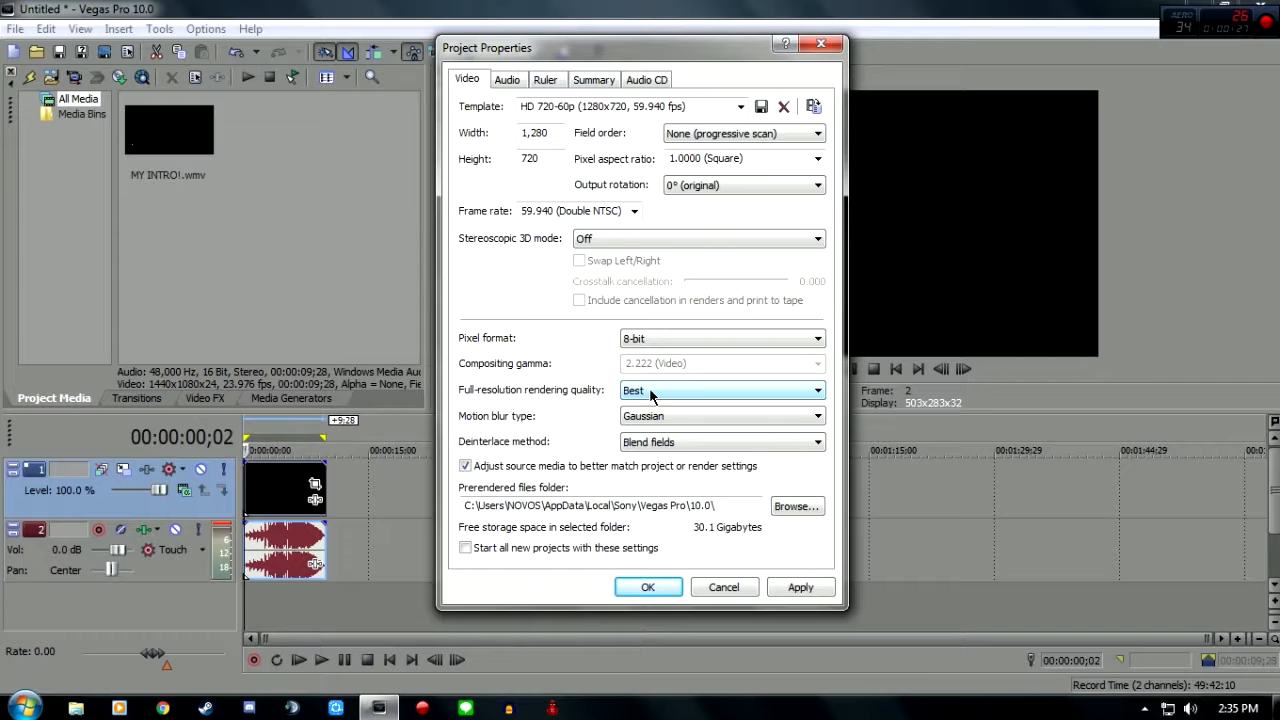 Untitled * - Vegas Pro 10.0
File Edit View Insert Tools Options Help
26
34 0:00:27
Project Properties
Video Audio Ruler Summary Audio CD
Template: HD 720-60p (1280x720, 59.940 fps)
Width: 1,280 Field order: None (progressive scan)
Height: 720 Pixel aspect ratio: 1.0000 (Square)
Output rotation: 0° (original)
Frame rate: 59.940 (Double NTSC)
Stereoscopic 3D mode: Off
Swap Left/Right
Crosstalk cancellation: 0.000
Include cancellation in renders and print to tape
Pixel format: 8-bit
Compositing gamma: 2.222 (Video)
Full-resolution rendering quality: Best
Motion blur type: Gaussian
Deinterlace method: Blend fields
Adjust source media to better match project or render settings
Prerendered files folder:
C:\Users\NOVOS\AppData\Local\Sony\Vegas Pro\10.0\ Browse...
Free storage space in selected folder: 30.1 Gigabytes
Start all new projects with these settings
OK Cancel Apply
All Media
Media Bins
MY INTRO!.wmv
Audio: 48,000 Hz, 16 Bit, Stereo, 00:00:09;28,
Video: 1440x1080x24, 23.976 fps, 00:00:09;28, Alpha = None, Fie
Project Media Transitions Video FX Media Generators
Frame: 2
Display: 503x283x32
+9:28
00:00:00;02
00:00:15;00
00:01:15;00 00:01:29;29 00:01:44;29
1
Level: 100.0 %
2
Vol: 0.0 dB Touch
Pan: Center
6
12
18
Rate: 0.00
00:00:00;02 00:00:09;28
Record Time (2 channels): 49:42:10
2:35 PM